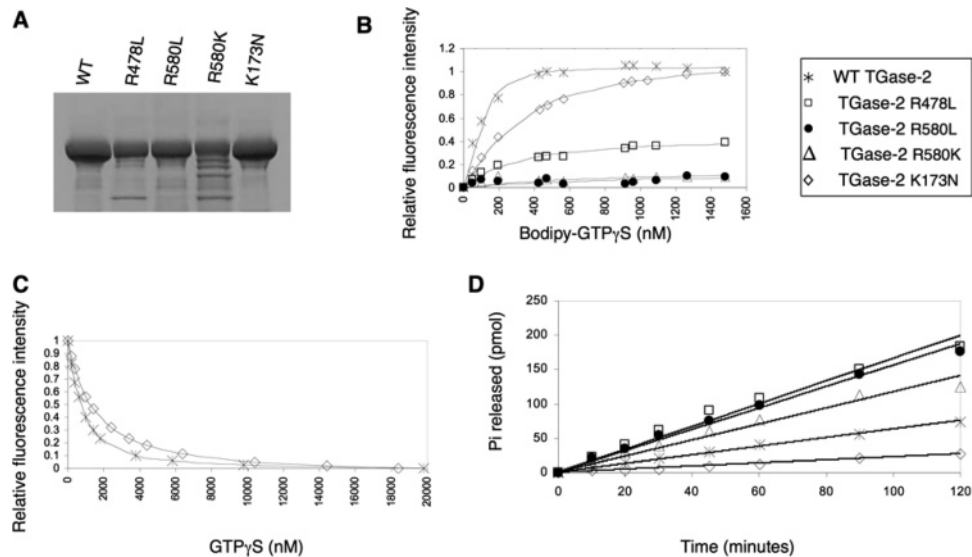 A
WT
R478L
R580L
R580K
K173N
B
Relative fluorescence intensity
1.2
1
0.8
0.6
0.4
0.2
0
0 200 400 600 800 1000 1200 1400 1600
Bodipy-GTPγS (nM)
WT TGase-2
TGase-2 R478L
TGase-2 R580L
TGase-2 R580K
TGase-2 K173N
C
Relative fluorescence intensity
1
0.9
0.8
0.7
0.6
0.5
0.4
0.3
0.2
0.1
0
0 2000 4000 6000 8000 10000 12000 14000 16000 18000 20000
GTPγS (nM)
D
Pi released (pmol)
250
200
150
100
50
0
0 20 40 60 80 100 120
Time (minutes)